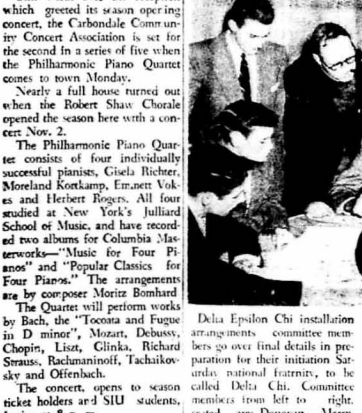 which greeted its season opening
concert, the Carbondale Commun-
ity Concert Association is set for
the second in a series of five when
the Philharmonic Piano Quartet
comes to town Monday.
Nearly a full house turned out
when the Robert Shaw Chorale
opened the season here with a con-
cert Nov. 2.
The Philharmonic Piano Quar-
tet consists of four individually
successful pianists, Gisela Richter,
Moreland Kortkamp, Emmett Vok-
es and Herbert Rogers. All four
studied at New York's Julliard
School of Music, and have record-
ed two albums for Columbia Mas-
terworks—"Music for Four Pi-
anos" and "Popular Classics for
Four Pianos." The arrangements
are by composer Moritz Bomhard
The Quartet will perform works
by Bach, the "Tocoata and Fugue
in D minor", Mozart, Debussy,
Chopin, Liszt, Glinka, Richard
Strauss, Rachmaninoff, Tschaikov-
sky and Offenbach.
The concert, opens to season
ticket holders and SIU students,
Delta Epsilon Chi installation
arrangements committee mem-
bers go over final details in pre-
paration for their initiation Sat-
urday national fraternity, to be
called Delta Chi. Committee
members from left to right,